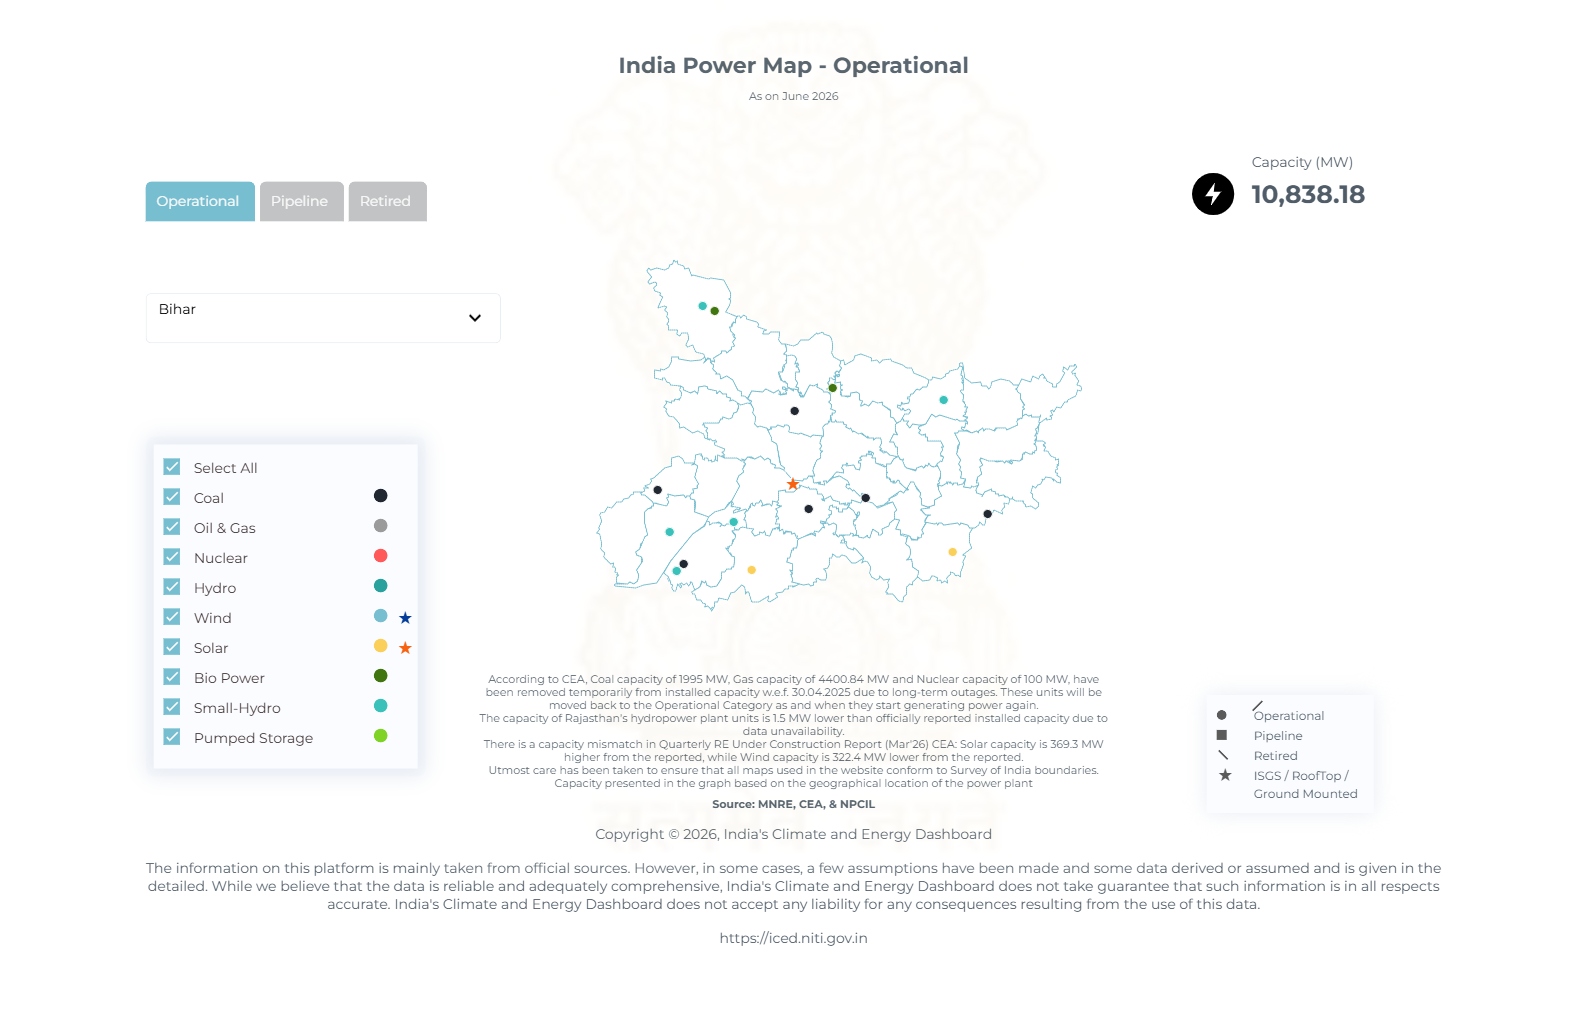 India Power Map - Operational
As on June 2026
Capacity (MW)
10,838.18
Operational
Pipeline
Retired
Bihar
Select All
Coal
Oil & Gas
Nuclear
Hydro
Wind
Solar
Bio Power
Small-Hydro
Pumped Storage
According to CEA, Coal capacity of 1995 MW, Gas capacity of 4400.84 MW and Nuclear capacity of 100 MW, have
been removed temporarily from installed capacity w.e.f. 30.04.2025 due to long-term outages. These units will be
moved back to the Operational Category as and when they start generating power again.
The capacity of Rajasthan's hydropower plant units is 1.5 MW lower than officially reported installed capacity due to
data unavailability.
There is a capacity mismatch in Quarterly RE Under Construction Report (Mar'26) CEA: Solar capacity is 369.3 MW
higher from the reported, while Wind capacity is 322.4 MW lower from the reported.
Utmost care has been taken to ensure that all maps used in the website conform to Survey of India boundaries.
Capacity presented in the graph based on the geographical location of the power plant
Source: MNRE, CEA, & NPCIL
Operational
Pipeline
Retired
ISGS / RoofTop /
Ground Mounted
Copyright © 2026, India's Climate and Energy Dashboard
The information on this platform is mainly taken from official sources. However, in some cases, a few assumptions have been made and some data derived or assumed and is given in the
detailed. While we believe that the data is reliable and adequately comprehensive, India's Climate and Energy Dashboard does not take guarantee that such information is in all respects
accurate. India's Climate and Energy Dashboard does not accept any liability for any consequences resulting from the use of this data.
https://iced.niti.gov.in